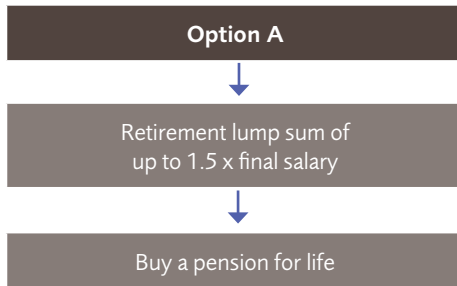 Option A
Retirement lump sum of
up to 1.5 x final salary
Buy a pension for life